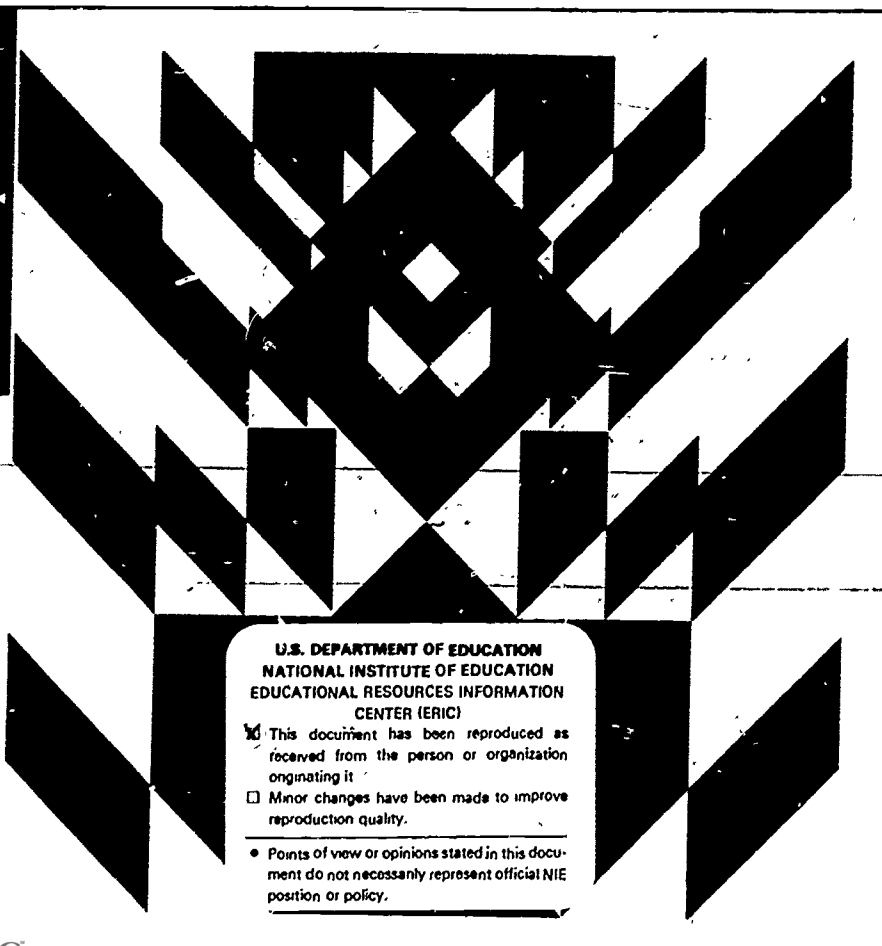 U.S. DEPARTMENT OF EDUCATION
NATIONAL INSTITUTE OF EDUCATION
EDUCATIONAL RESOURCES INFORMATION
CENTER (ERIC)
☒ This document has been reproduced as
received from the person or organization
originating it
☐ Minor changes have been made to improve
reproduction quality.
• Points of view or opinions stated in this docu-
ment do not necessarily represent official NIE
position or policy.